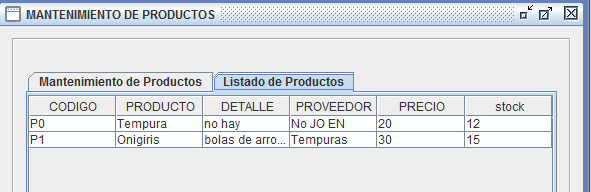 MANTENIMIENTO DE PRODUCTOS
Mantenimiento de Productos Listado de Productos
CODIGO PRODUCTO DETALLE PROVEEDOR PRECIO stock
P0 Tempura no hay No JO EN 20 12
P1 Onigiris bolas de arro... Tempuras 30 15